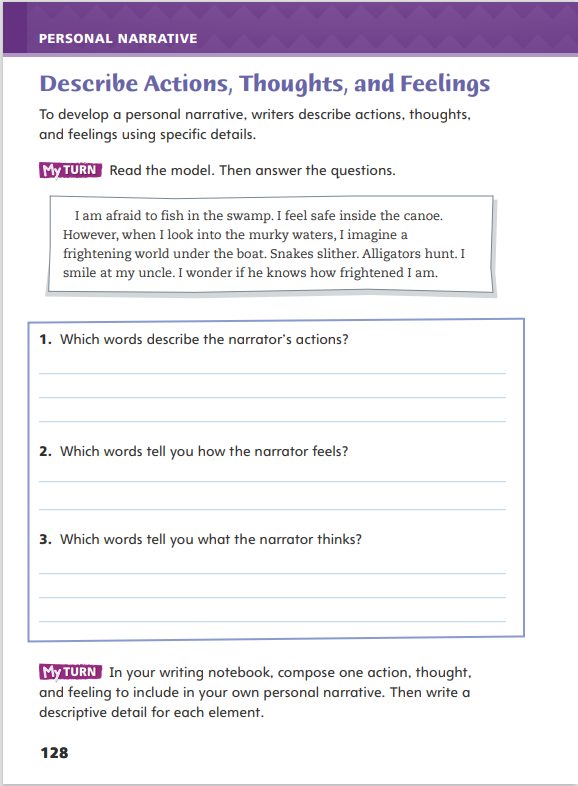 PERSONAL NARRATIVE
Describe Actions, Thoughts, and Feelings
To develop a personal narrative, writers describe actions, thoughts,
and feelings using specific details.
My TURN Read the model. Then answer the questions.
I am afraid to fish in the swamp. I feel safe inside the canoe.
However, when I look into the murky waters, I imagine a
frightening world under the boat. Snakes slither. Alligators hunt. I
smile at my uncle. I wonder if he knows how frightened I am.
1. Which words describe the narrator's actions?
2. Which words tell you how the narrator feels?
3. Which words tell you what the narrator thinks?
My TURN In your writing notebook, compose one action, thought,
and feeling to include in your own personal narrative. Then write a
descriptive detail for each element.
128